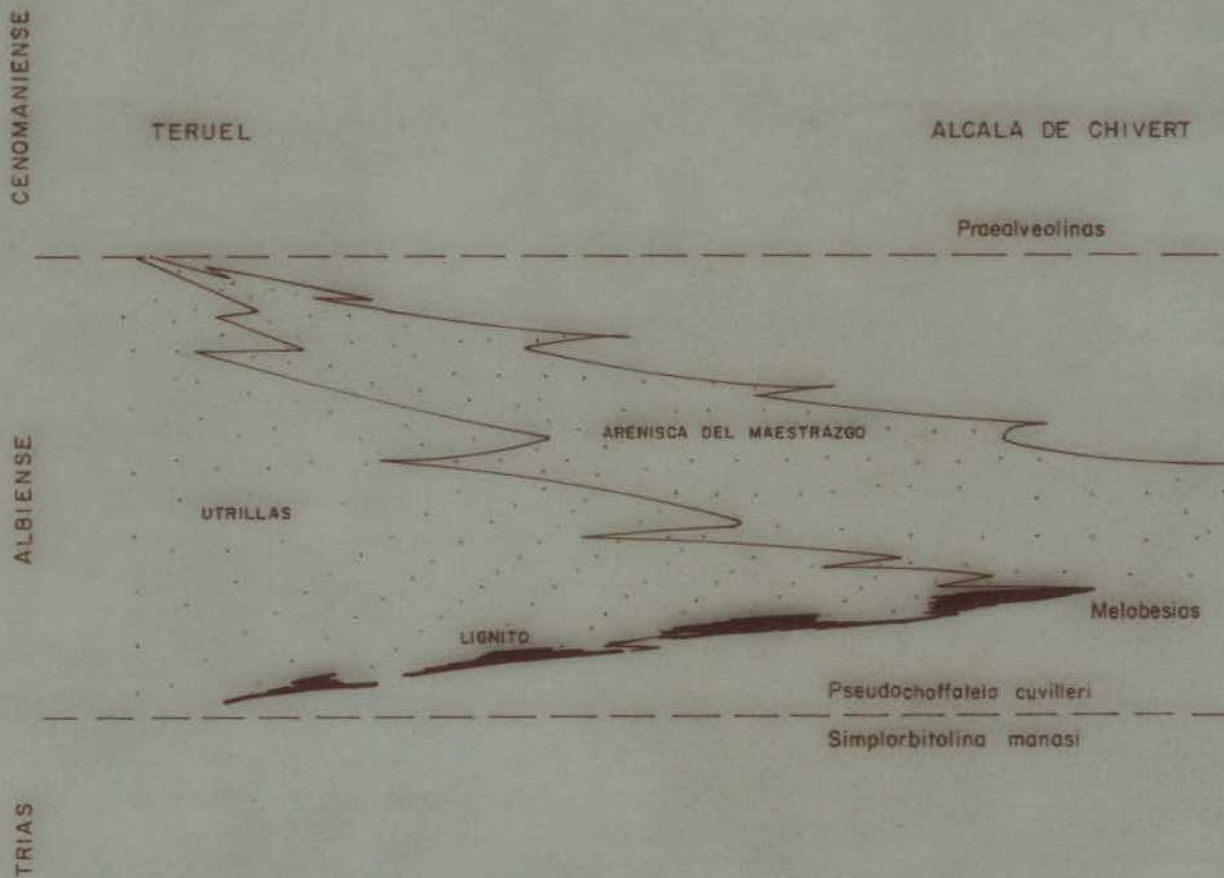 CENOMANIENSE
TERUEL
ALCALA DE CHIVERT
Praealveolinas
ARENISCA DEL MAESTRAZGO
ALBIENSE
UTRILLAS
Melobesias
LIGNITO
Pseudochoffatela cuvilleri
Simplorbitolina manasi
TRIAS